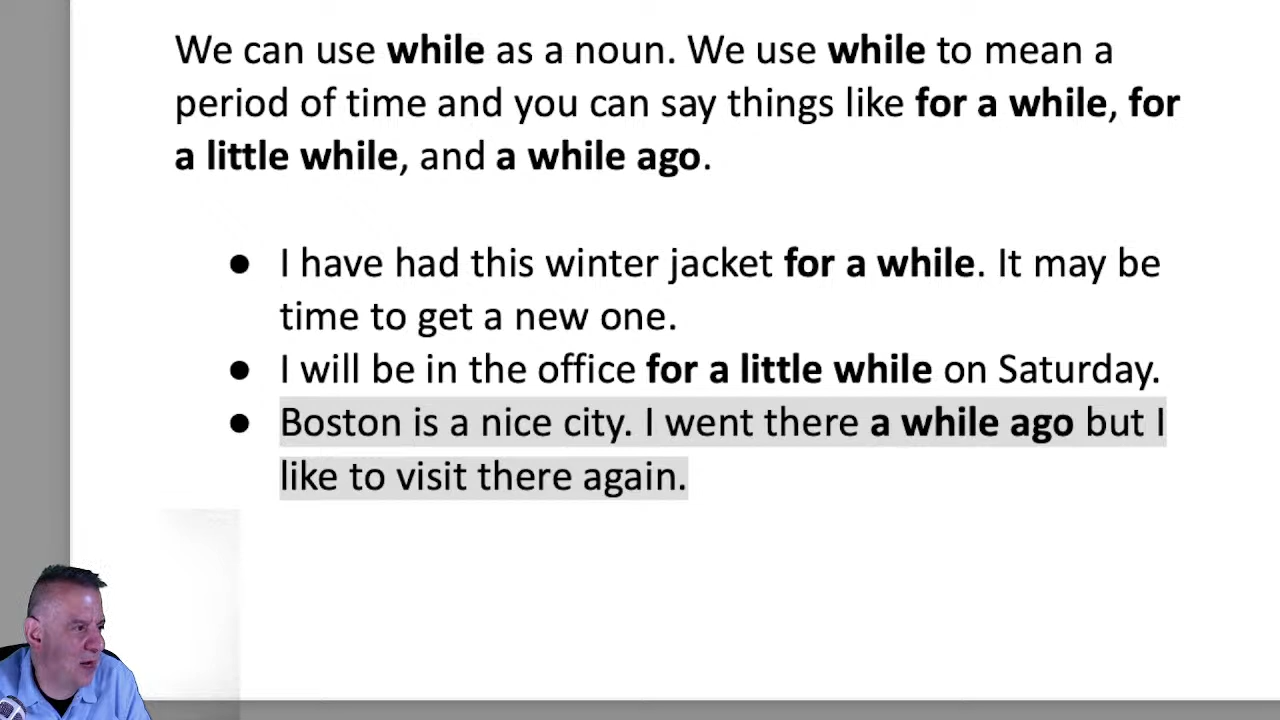 We can use while as a noun. We use while to mean a
period of time and you can say things like for a while, for
a little while, and a while ago.
● I have had this winter jacket for a while. It may be
time to get a new one.
● I will be in the office for a little while on Saturday.
● Boston is a nice city. I went there a while ago but I
like to visit there again.